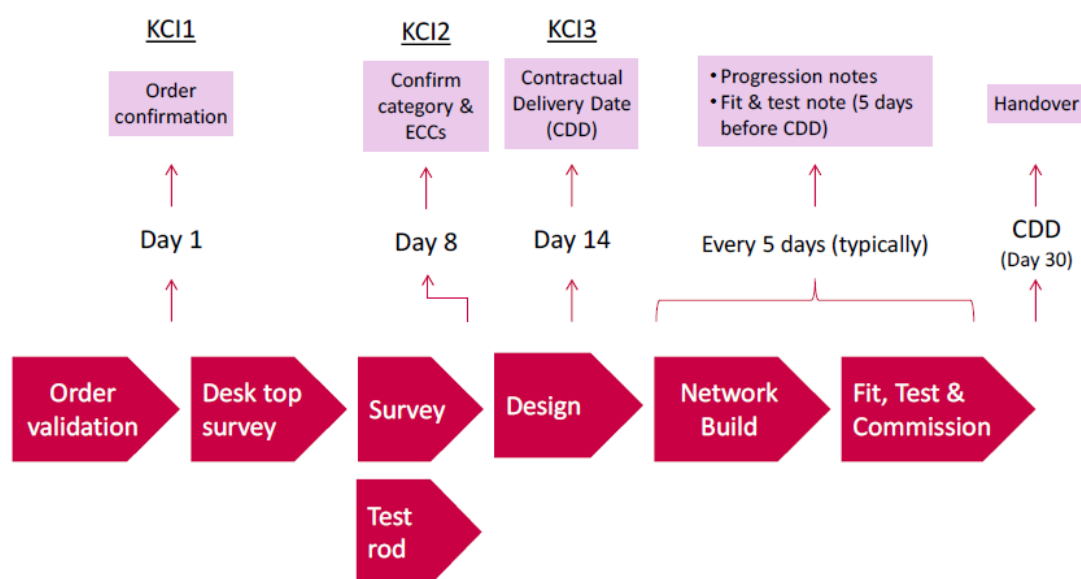 KCI1
KCI2
KCI3
Order
confirmation
Confirm
category &
ECCs
Contractual
Delivery Date
(CDD)
• Progression notes
• Fit & test note (5 days
before CDD)
Handover
Day 1
Day 8
Day 14
Every 5 days (typically)
CDD
(Day 30)
Order
validation
Desk top
survey
Survey
Design
Network
Build
Fit, Test &
Commission
Test
rod